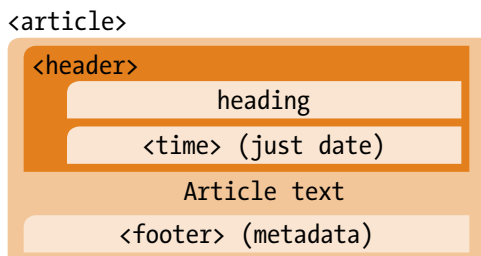 <article>
<header>
heading
<time> (just date)
Article text
<footer> (metadata)